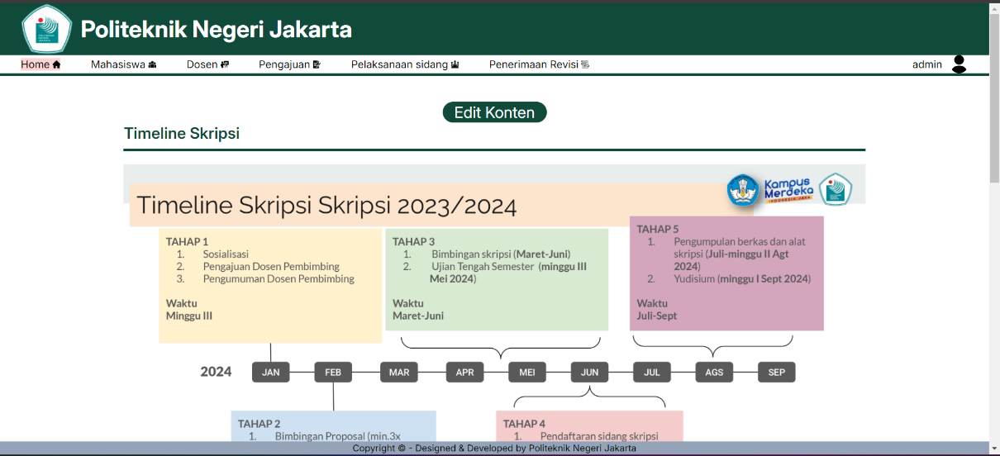 Politeknik Negeri Jakarta
Home
Mahasiswa
Dosen
Pengajuan
Pelaksanaan sidang
Penerimaan Revisi
admin
Edit Konten
Timeline Skripsi
Kampus
Merdeka
INDONESIA JAYA
Timeline Skripsi Skripsi 2023/2024
TAHAP 1
1. Sosialisasi
2. Pengajuan Dosen Pembimbing
3. Pengumuman Dosen Pembimbing
Waktu
Minggu III
TAHAP 3
1. Bimbingan skripsi (Maret-Juni)
2. Ujian Tengah Semester (minggu III
Mei 2024)
Waktu
Maret-Juni
TAHAP 5
1. Pengumpulan berkas dan alat
skripsi (Juli-minggu II Agt
2024)
2. Yudisium (minggu I Sept 2024)
Waktu
Juli-Sept
2024
JAN
FEB
MAR
APR
MEI
JUN
JUL
AGS
SEP
TAHAP 2
1. Bimbingan Proposal (min.3x
TAHAP 4
1. Pendaftaran sidang skripsi
Copyright © - Designed & Developed by Politeknik Negeri Jakarta